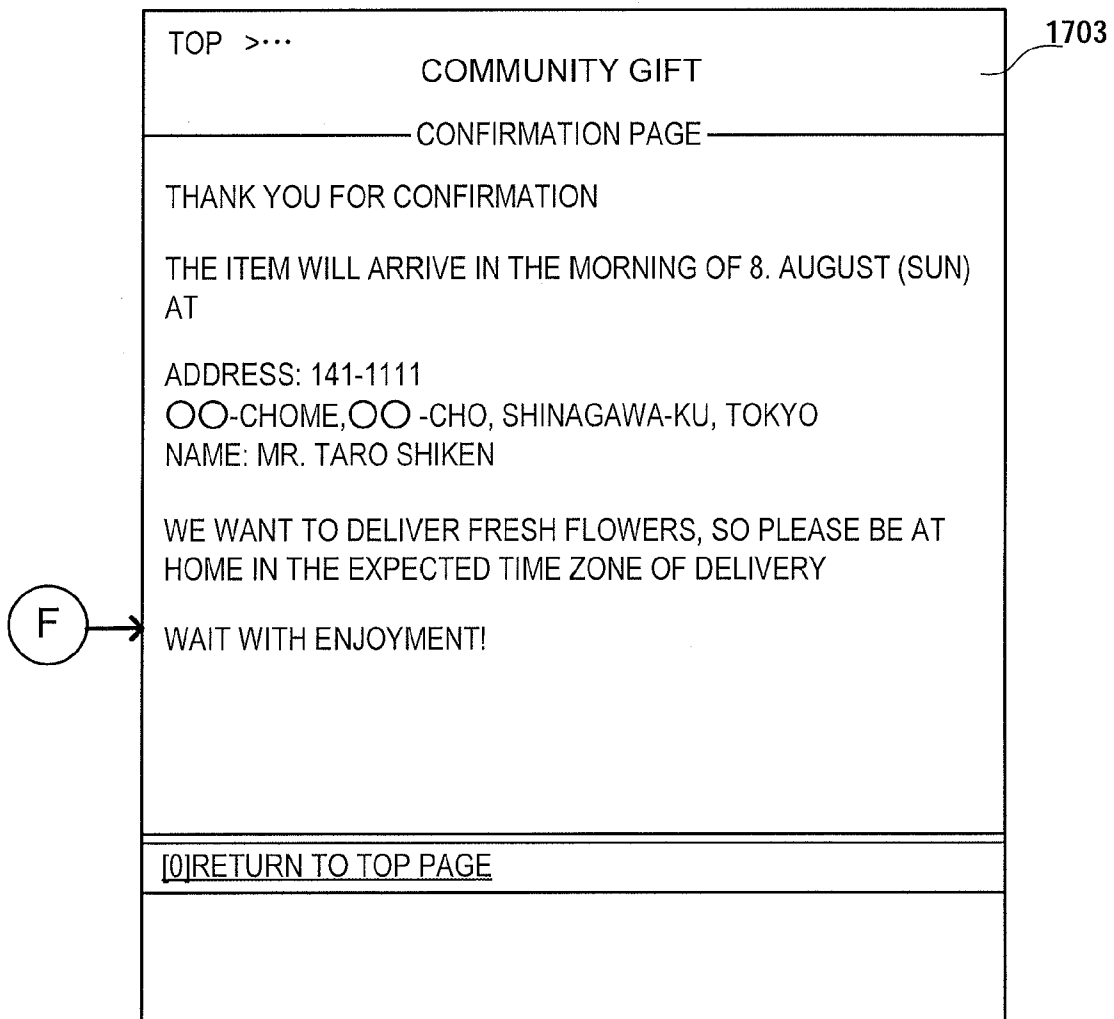 TOP >···
1703
COMMUNITY GIFT
CONFIRMATION PAGE
THANK YOU FOR CONFIRMATION
THE ITEM WILL ARRIVE IN THE MORNING OF 8. AUGUST (SUN)
AT
ADDRESS: 141-1111
○○-CHOME,○○ -CHO, SHINAGAWA-KU, TOKYO
NAME: MR. TARO SHIKEN
WE WANT TO DELIVER FRESH FLOWERS, SO PLEASE BE AT
HOME IN THE EXPECTED TIME ZONE OF DELIVERY
F
WAIT WITH ENJOYMENT!
[0]RETURN TO TOP PAGE